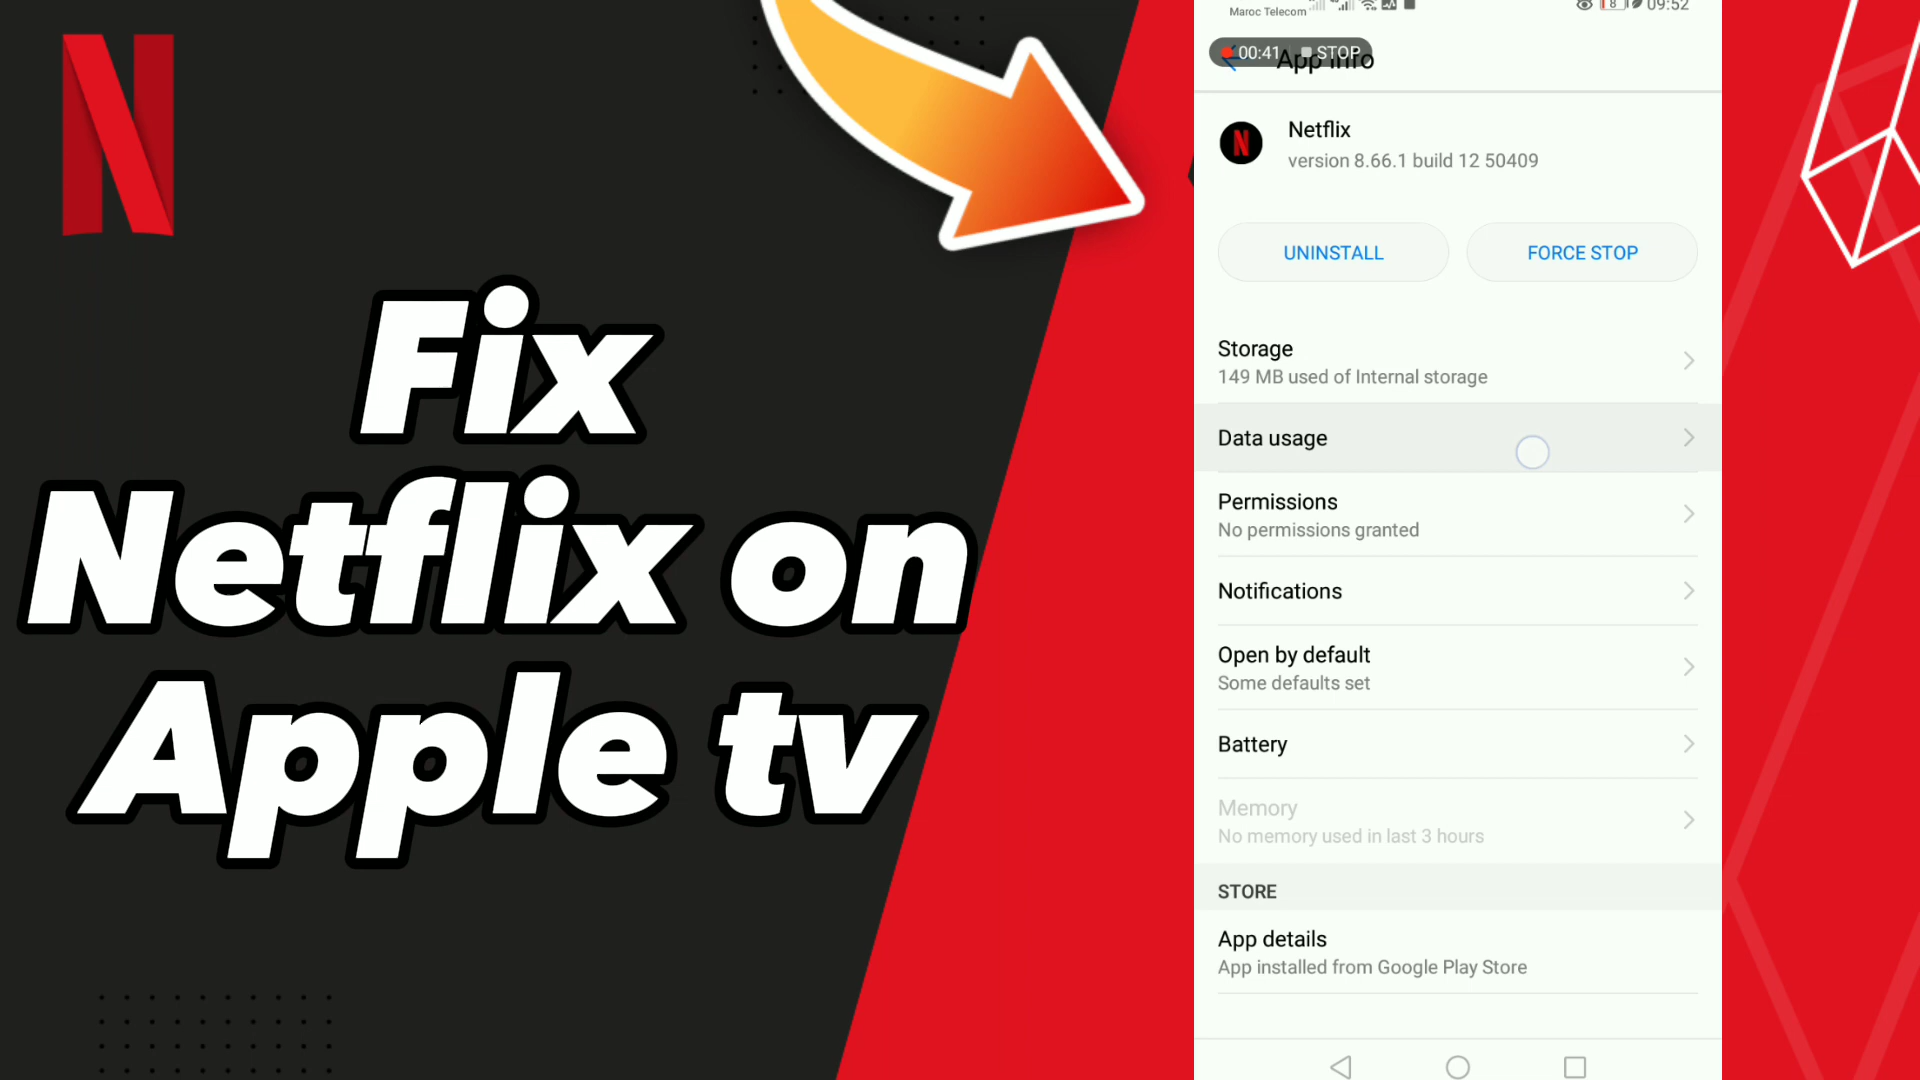 Fix
Netflix on
Apple tv
Maroc Telecom
8
09:52
00:41 STOP
App info
Netflix
version 8.66.1 build 12 50409
UNINSTALL
FORCE STOP
Storage
149 MB used of Internal storage
Data usage
Permissions
No permissions granted
Notifications
Open by default
Some defaults set
Battery
Memory
No memory used in last 3 hours
STORE
App details
App installed from Google Play Store